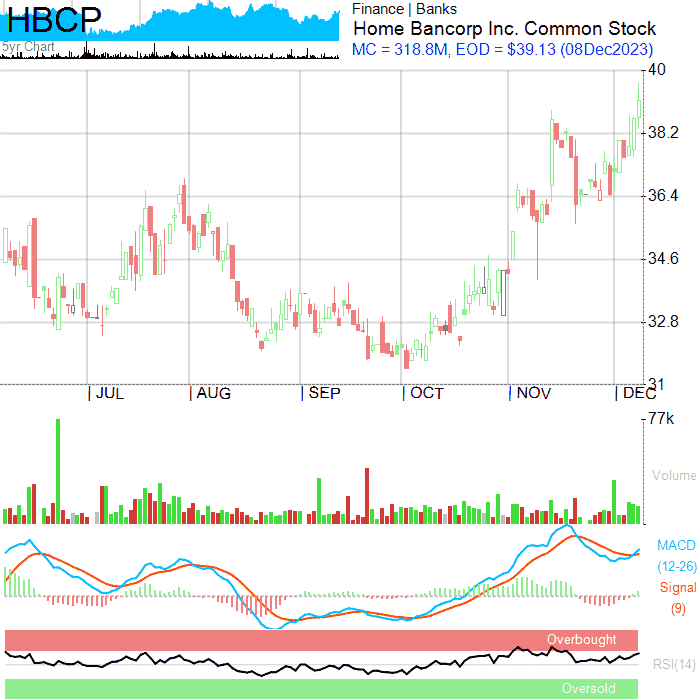 HBCP
5yr Chart
Finance | Banks
Home Bancorp Inc. Common Stock
MC = 318.8M, EOD = $39.13 (08Dec2023)
40
38.2
36.4
34.6
32.8
31
| JUL | AUG | SEP | OCT | NOV | DEC
77k
Volume
MACD
(12-26)
Signal
(9)
Overbought
RSI(14)
Oversold